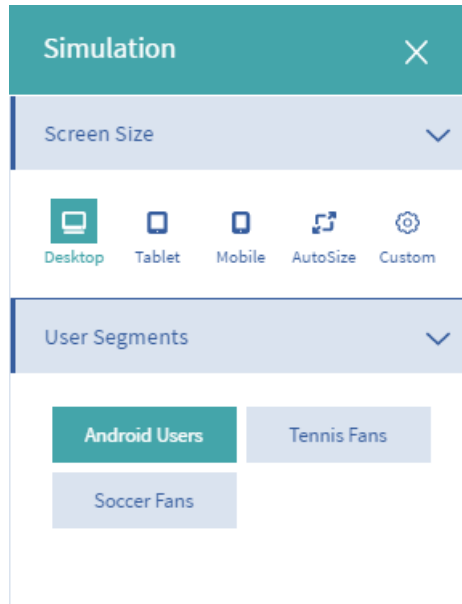 Simulation
Screen Size
Desktop Tablet Mobile AutoSize Custom
User Segments
Android Users Tennis Fans
Soccer Fans